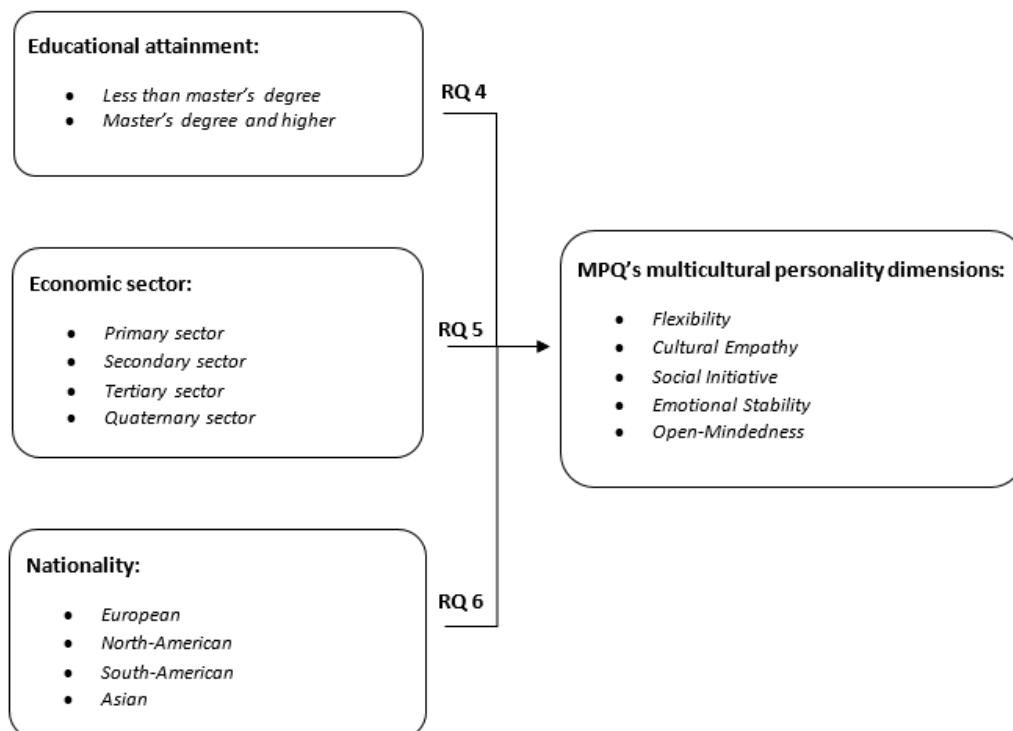 Educational attainment:
• Less than master's degree
• Master's degree and higher
RQ 4
Economic sector:
• Primary sector
• Secondary sector
• Tertiary sector
• Quaternary sector
RQ 5
MPQ's multicultural personality dimensions:
• Flexibility
• Cultural Empathy
• Social Initiative
• Emotional Stability
• Open-Mindedness
Nationality:
• European
• North-American
• South-American
• Asian
RQ 6